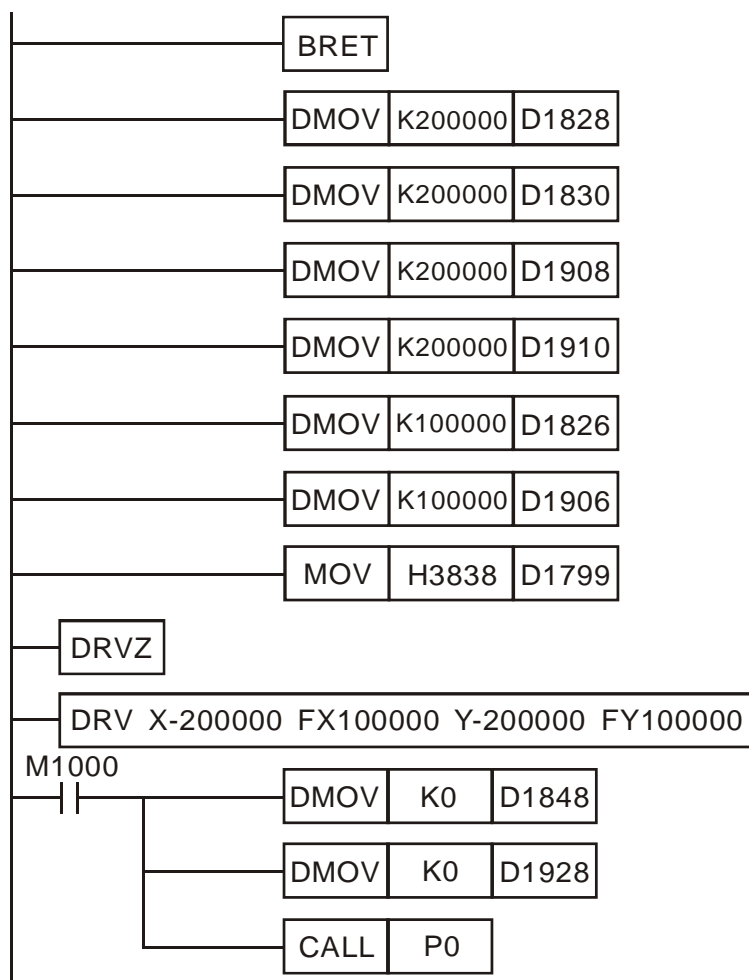 BRET
DMOV K200000 D1828
DMOV K200000 D1830
DMOV K200000 D1908
DMOV K200000 D1910
DMOV K100000 D1826
DMOV K100000 D1906
MOV H3838 D1799
DRVZ
DRV X-200000 FX100000 Y-200000 FY100000
M1000
DMOV K0 D1848
DMOV K0 D1928
CALL P0